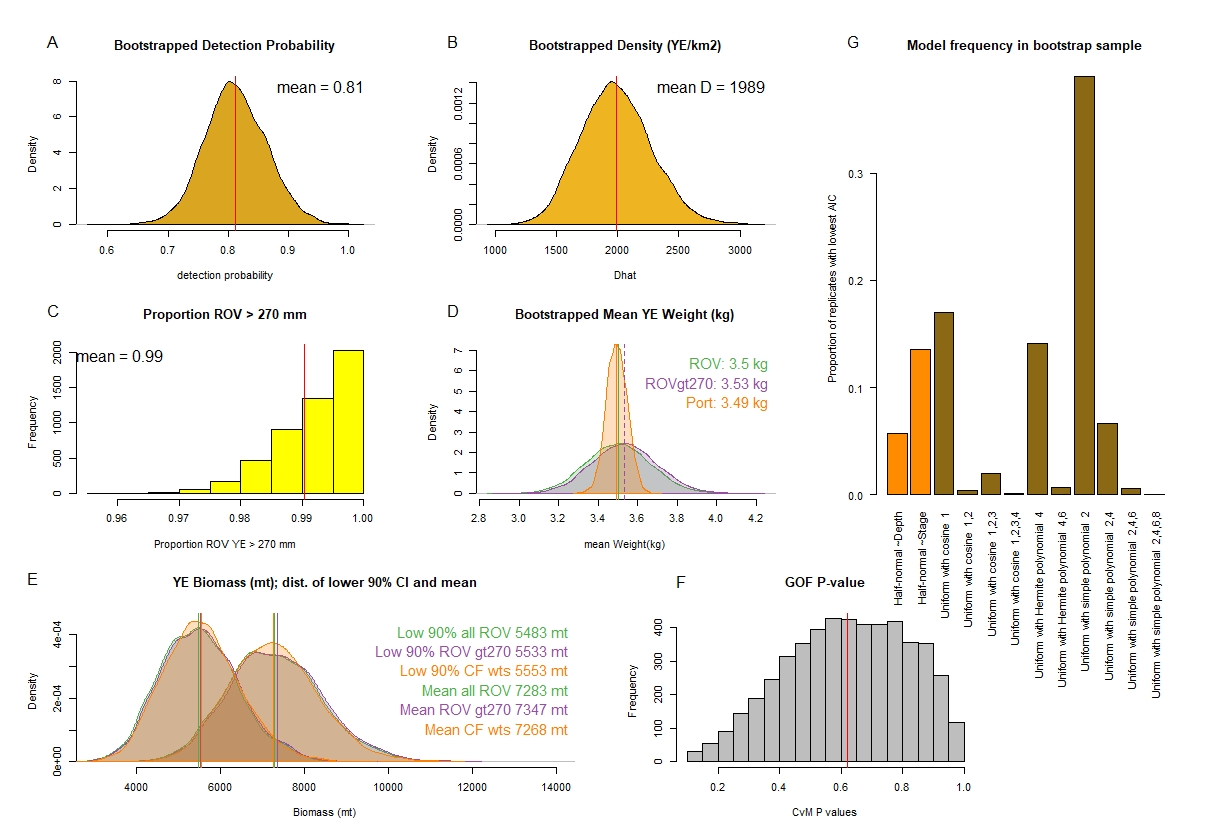 A
Bootstrapped Detection Probability
mean = 0.81
Density
0
2
4
6
8
0.6
0.7
0.8
0.9
1.0
detection probability
B
Bootstrapped Density (YE/km2)
mean D = 1989
Density
0.0000
0.0006
0.0012
1000
1500
2000
2500
3000
Dhat
C
Proportion ROV > 270 mm
mean = 0.99
Frequency
0
500
1000
1500
2000
0.96
0.97
0.98
0.99
1.00
Proportion ROV YE > 270 mm
D
Bootstrapped Mean YE Weight (kg)
ROV: 3.5 kg
ROVgt270: 3.53 kg
Port: 3.49 kg
Density
0
1
2
3
4
5
6
7
2.8
3.0
3.2
3.4
3.6
3.8
4.0
4.2
mean Weight(kg)
E
YE Biomass (mt); dist. of lower 90% CI and mean
Low 90% all ROV 5483 mt
Low 90% ROV gt270 5533 mt
Low 90% CF wts 5553 mt
Mean all ROV 7283 mt
Mean ROV gt270 7347 mt
Mean CF wts 7268 mt
Density
0e+00
2e-04
4e-04
4000
6000
8000
10000
12000
14000
Biomass (mt)
F
GOF P-value
Frequency
0
100
200
300
400
0.2
0.4
0.6
0.8
1.0
CvM P values
G
Model frequency in bootstrap sample
Proportion of replicates with lowest AIC
0.0
0.1
0.2
0.3
Half-normal ~Depth
Half-normal ~Stage
Uniform with cosine 1
Uniform with cosine 1,2
Uniform with cosine 1,2,3
Uniform with cosine 1,2,3,4
Uniform with Hermite polynomial 4
Uniform with Hermite polynomial 4,6
Uniform with simple polynomial 2
Uniform with simple polynomial 2,4
Uniform with simple polynomial 2,4,6
Uniform with simple polynomial 2,4,6,8